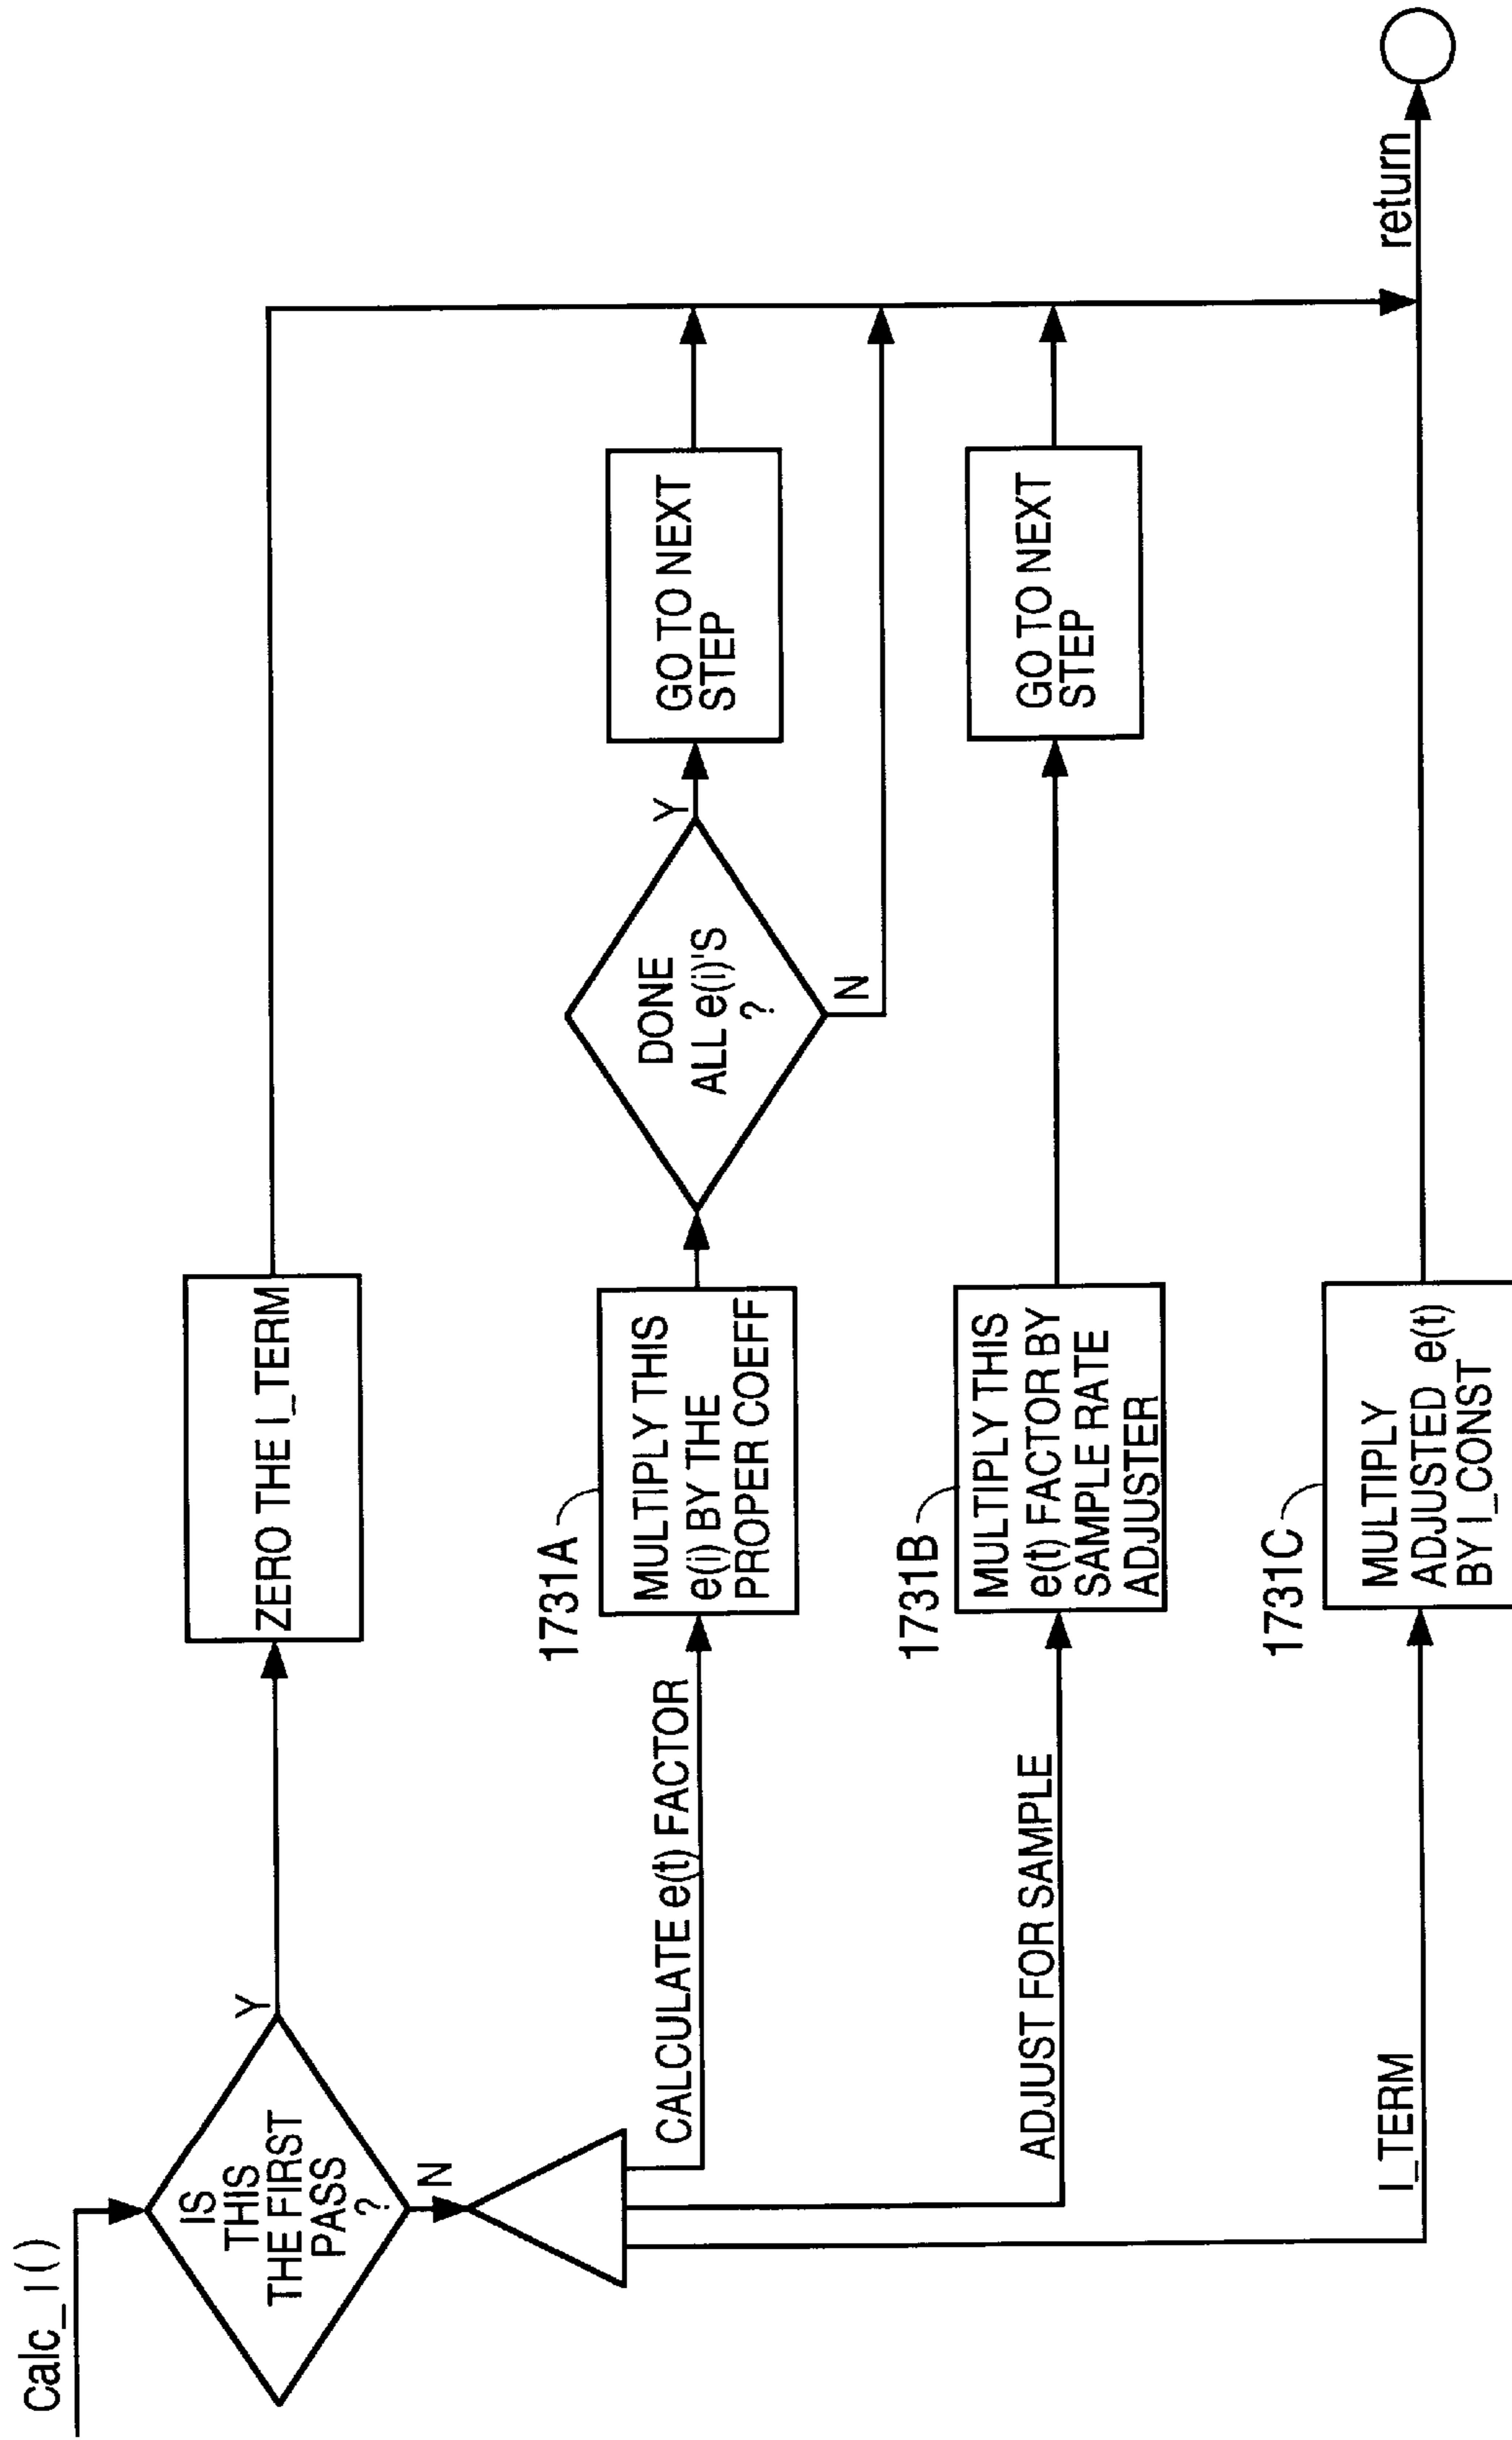 Calc_I()
IS
THIS
THE FIRST
PASS
?
Y
N
ZERO THE I_TERM
CALCULATE e(t) FACTOR
1731A
MULTIPLY THIS
e(i) BY THE
PROPER COEFF
DONE
ALL e(i)'S
?
Y
N
GO TO NEXT
STEP
ADJUST FOR SAMPLE
1731B
MULTIPLY THIS
e(t) FACTOR BY
SAMPLE RATE
ADJUSTER
GO TO NEXT
STEP
I_TERM
1731C
MULTIPLY
ADJUSTED e(t)
BY I_CONST
return